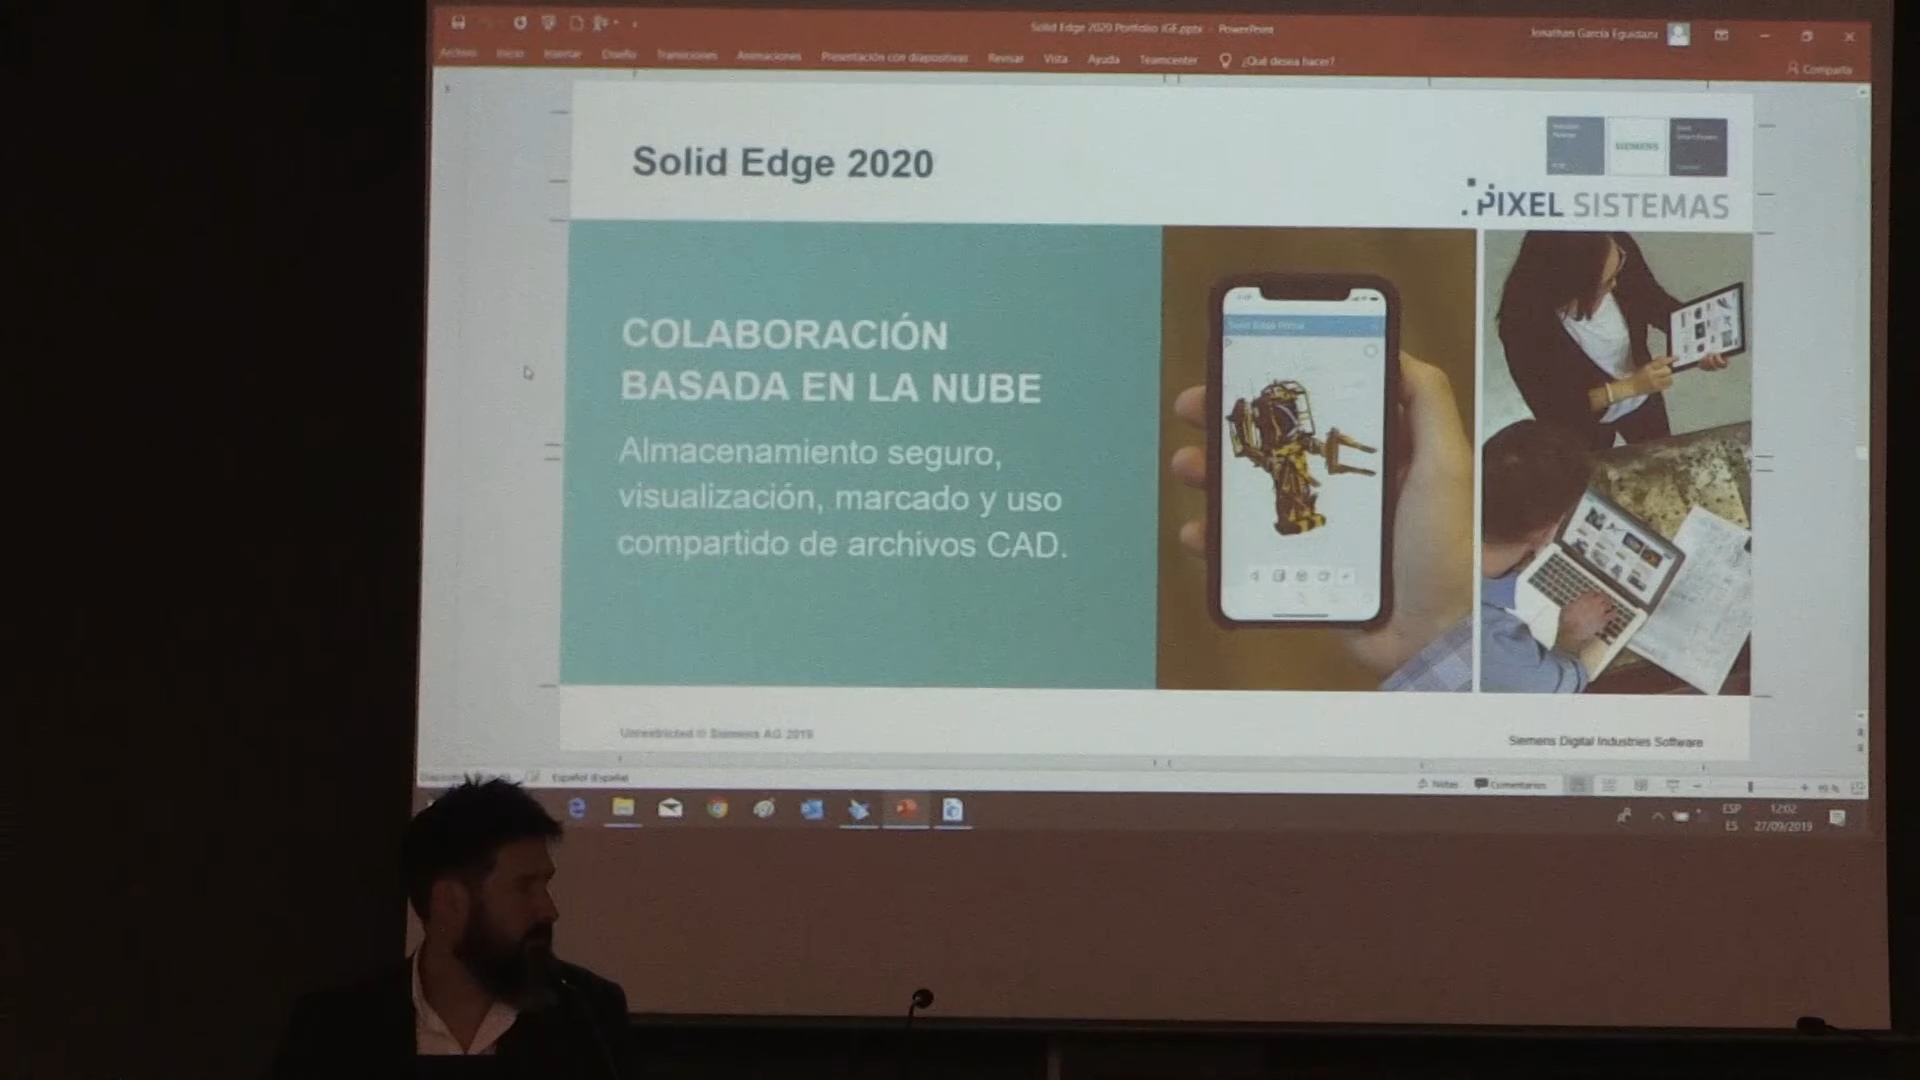 Solid Edge 2020 Portfolio JGE.pptx - PowerPoint
Jonathan García Eguidazu
Archivo Inicio Insertar Diseño Transiciones Animaciones Presentación con diapositivas Revisar Vista Ayuda Teamcenter ¿Qué desea hacer?
Compartir
Solid Edge 2020
SIEMENS
PIXEL SISTEMAS
COLABORACIÓN
BASADA EN LA NUBE
Almacenamiento seguro,
visualización, marcado y uso
compartido de archivos CAD.
Solid Edge Portal
Unrestricted © Siemens AG 2019
Siemens Digital Industries Software
Español (España)
Notas
Comentarios
ESP
ES
12:02
27/09/2019